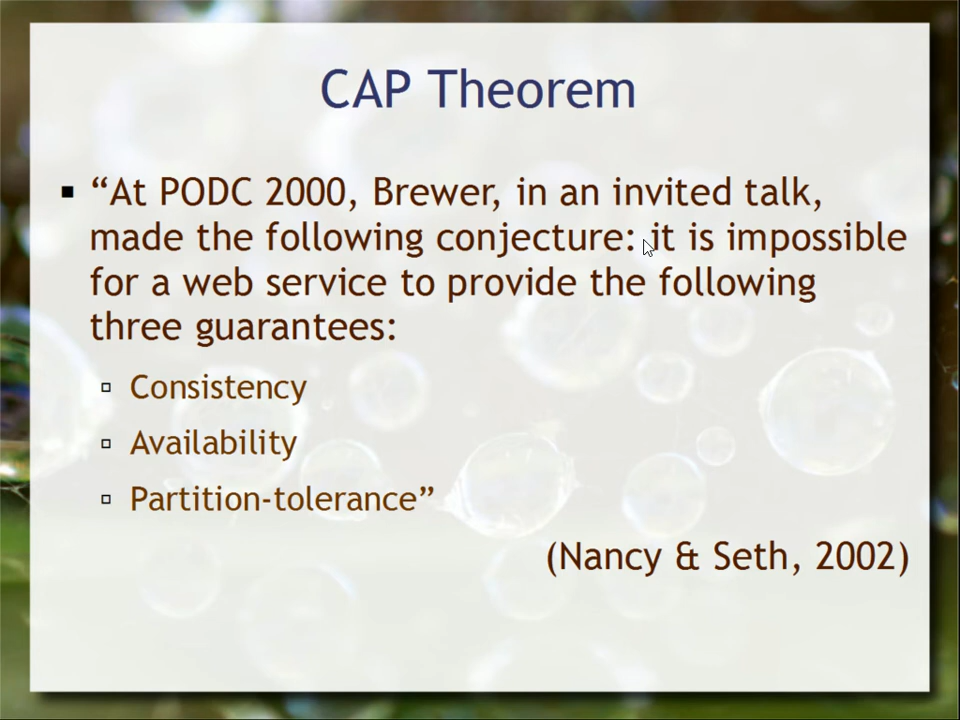 CAP Theorem
“At PODC 2000, Brewer, in an invited talk,
made the following conjecture: it is impossible
for a web service to provide the following
three guarantees:
Consistency
Availability
Partition-tolerance”
(Nancy & Seth, 2002)